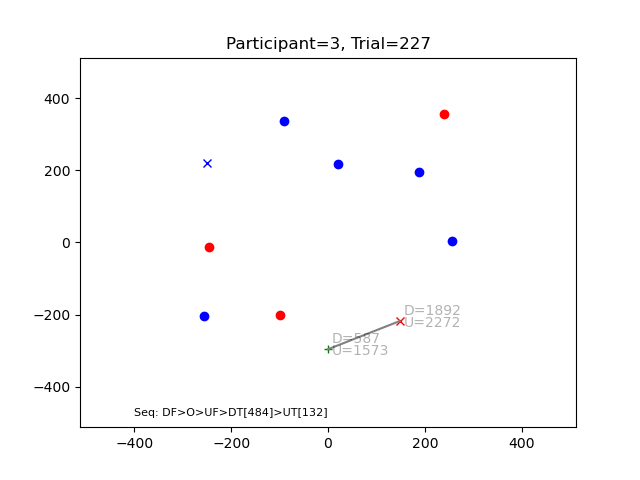 Participant=3, Trial=227
400
200
0
−200
−400
D=1892
U=2272
D=587
U=1573
Seq: DF>O>UF>DT[484]>UT[132]
−400 −200 0 200 400